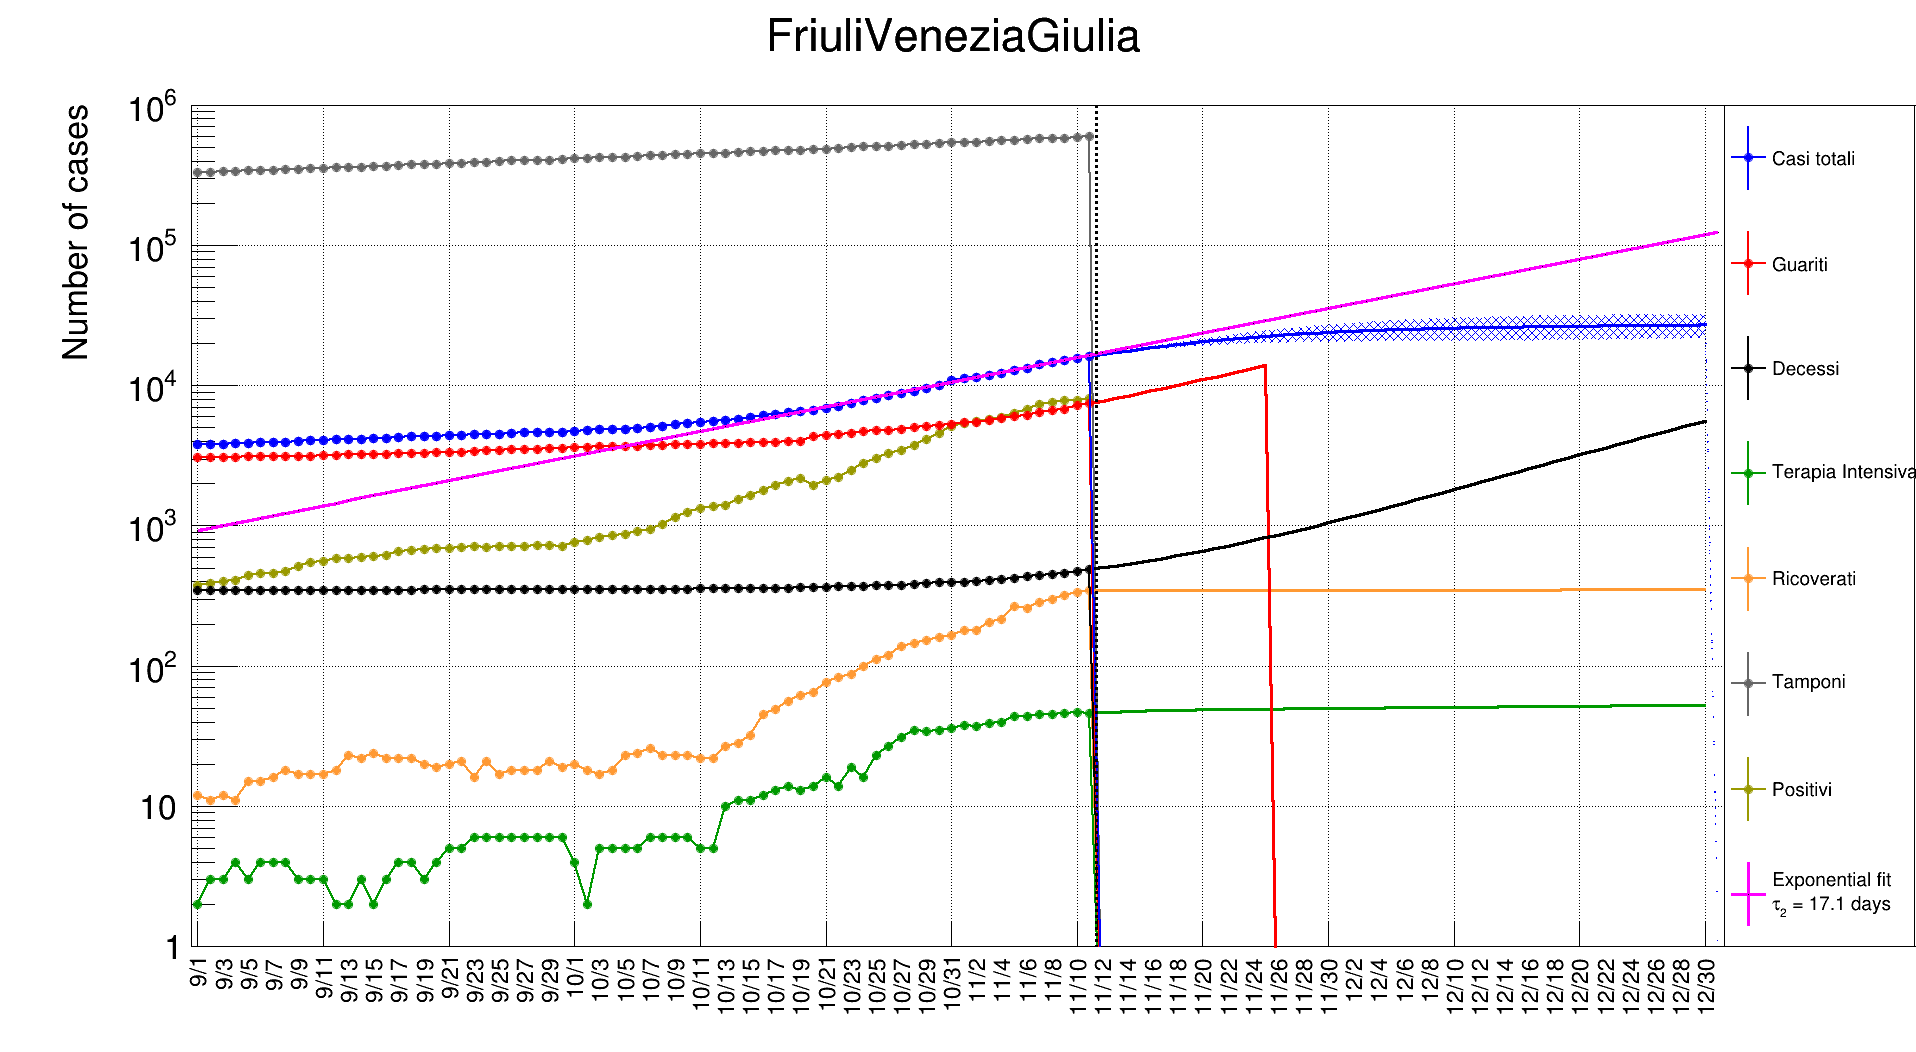 FriuliVeneziaGiulia
Number of cases
10^6
10^5
10^4
10^3
10^2
10
1
9/1 9/3 9/5 9/7 9/9 9/11 9/13 9/15 9/17 9/19 9/21 9/23 9/25 9/27 9/29 10/1 10/3 10/5 10/7 10/9 10/11 10/13 10/15 10/17 10/19 10/21 10/23 10/25 10/27 10/29 10/31 11/2 11/4 11/6 11/8 11/10 11/12 11/14 11/16 11/18 11/20 11/22 11/24 11/26 11/28 11/30 12/2 12/4 12/6 12/8 12/10 12/12 12/14 12/16 12/18 12/20 12/22 12/24 12/26 12/28 12/30
Casi totali
Guariti
Decessi
Terapia Intensiva
Ricoverati
Tamponi
Positivi
Exponential fit
τ₂ = 17.1 days